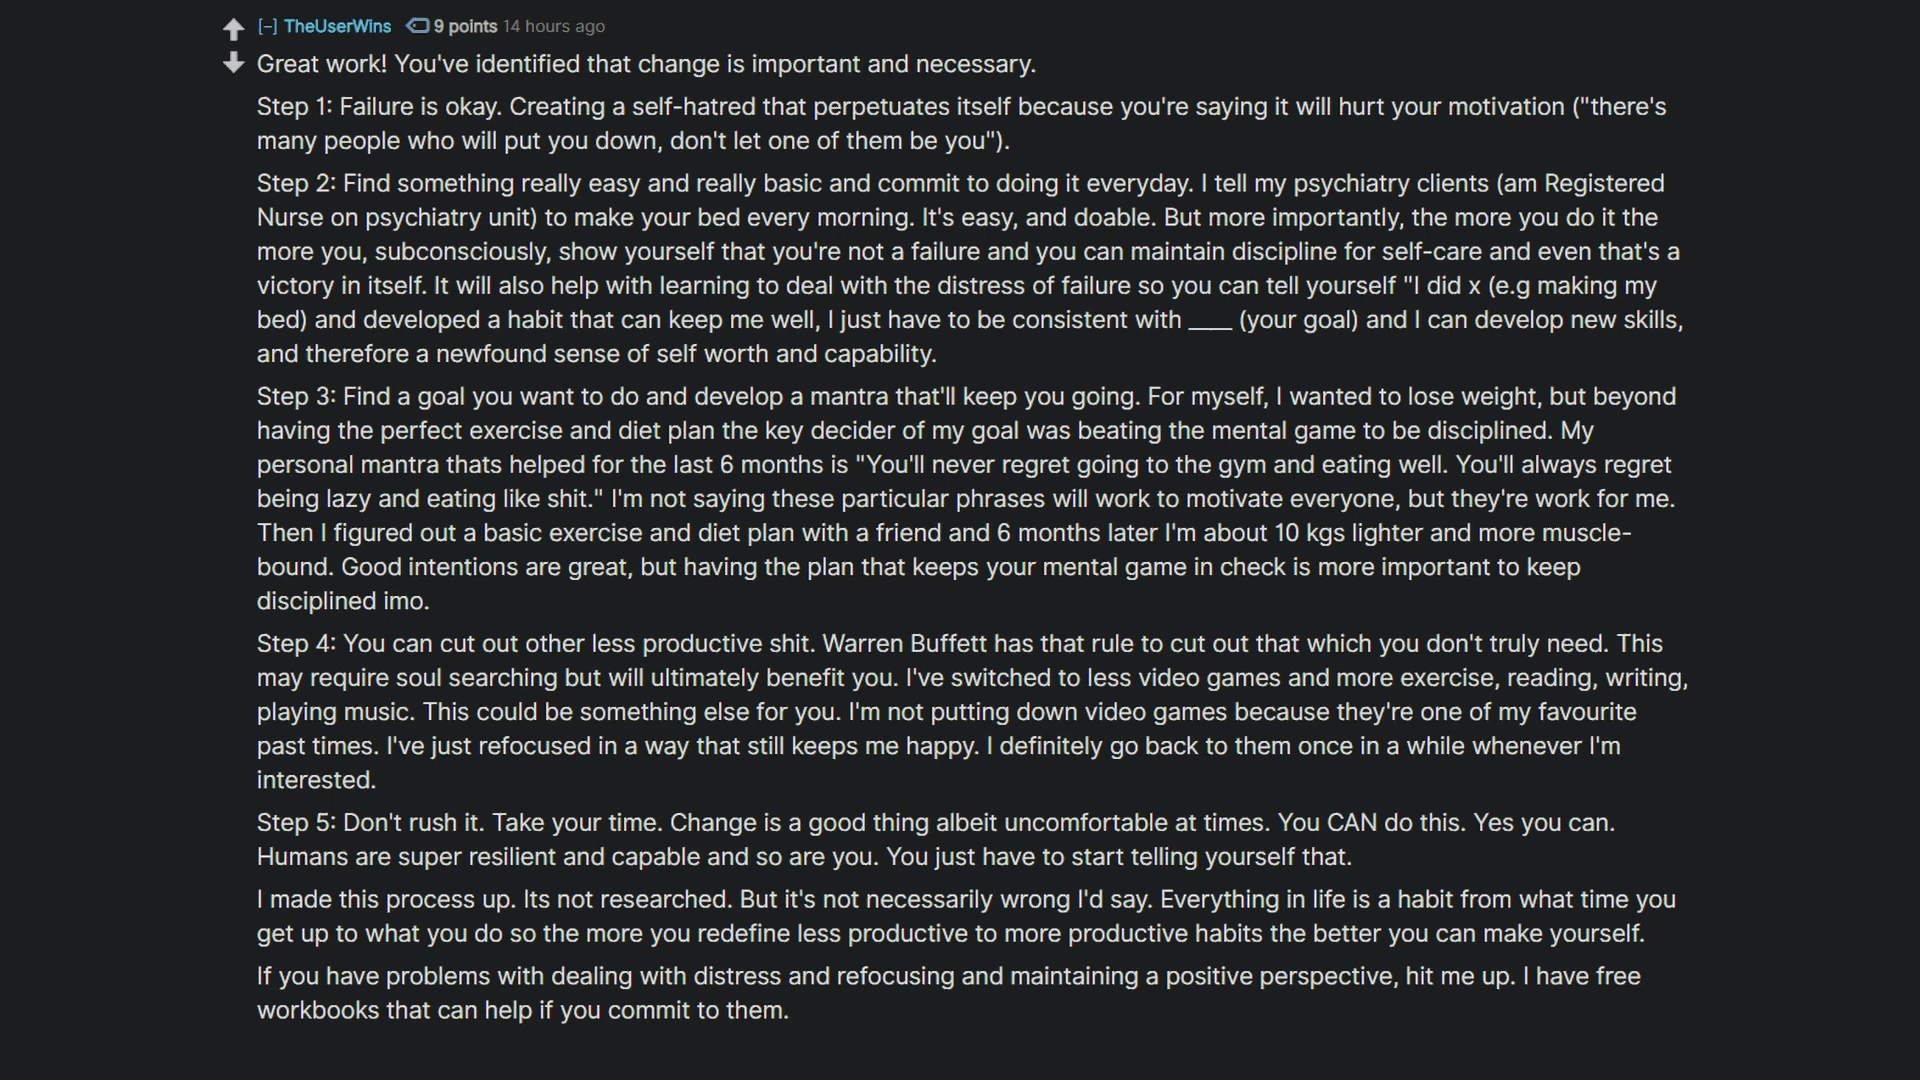 [–] TheUserWins 9 points 14 hours ago
Great work! You've identified that change is important and necessary.
Step 1: Failure is okay. Creating a self-hatred that perpetuates itself because you're saying it will hurt your motivation ("there's
many people who will put you down, don't let one of them be you").
Step 2: Find something really easy and really basic and commit to doing it everyday. I tell my psychiatry clients (am Registered
Nurse on psychiatry unit) to make your bed every morning. It's easy, and doable. But more importantly, the more you do it the
more you, subconsciously, show yourself that you're not a failure and you can maintain discipline for self-care and even that's a
victory in itself. It will also help with learning to deal with the distress of failure so you can tell yourself "I did x (e.g making my
bed) and developed a habit that can keep me well, I just have to be consistent with ____ (your goal) and I can develop new skills,
and therefore a newfound sense of self worth and capability.
Step 3: Find a goal you want to do and develop a mantra that'll keep you going. For myself, I wanted to lose weight, but beyond
having the perfect exercise and diet plan the key decider of my goal was beating the mental game to be disciplined. My
personal mantra thats helped for the last 6 months is "You'll never regret going to the gym and eating well. You'll always regret
being lazy and eating like shit." I'm not saying these particular phrases will work to motivate everyone, but they're work for me.
Then I figured out a basic exercise and diet plan with a friend and 6 months later I'm about 10 kgs lighter and more muscle-
bound. Good intentions are great, but having the plan that keeps your mental game in check is more important to keep
disciplined imo.
Step 4: You can cut out other less productive shit. Warren Buffett has that rule to cut out that which you don't truly need. This
may require soul searching but will ultimately benefit you. I've switched to less video games and more exercise, reading, writing,
playing music. This could be something else for you. I'm not putting down video games because they're one of my favourite
past times. I've just refocused in a way that still keeps me happy. I definitely go back to them once in a while whenever I'm
interested.
Step 5: Don't rush it. Take your time. Change is a good thing albeit uncomfortable at times. You CAN do this. Yes you can.
Humans are super resilient and capable and so are you. You just have to start telling yourself that.
I made this process up. Its not researched. But it's not necessarily wrong I'd say. Everything in life is a habit from what time you
get up to what you do so the more you redefine less productive to more productive habits the better you can make yourself.
If you have problems with dealing with distress and refocusing and maintaining a positive perspective, hit me up. I have free
workbooks that can help if you commit to them.